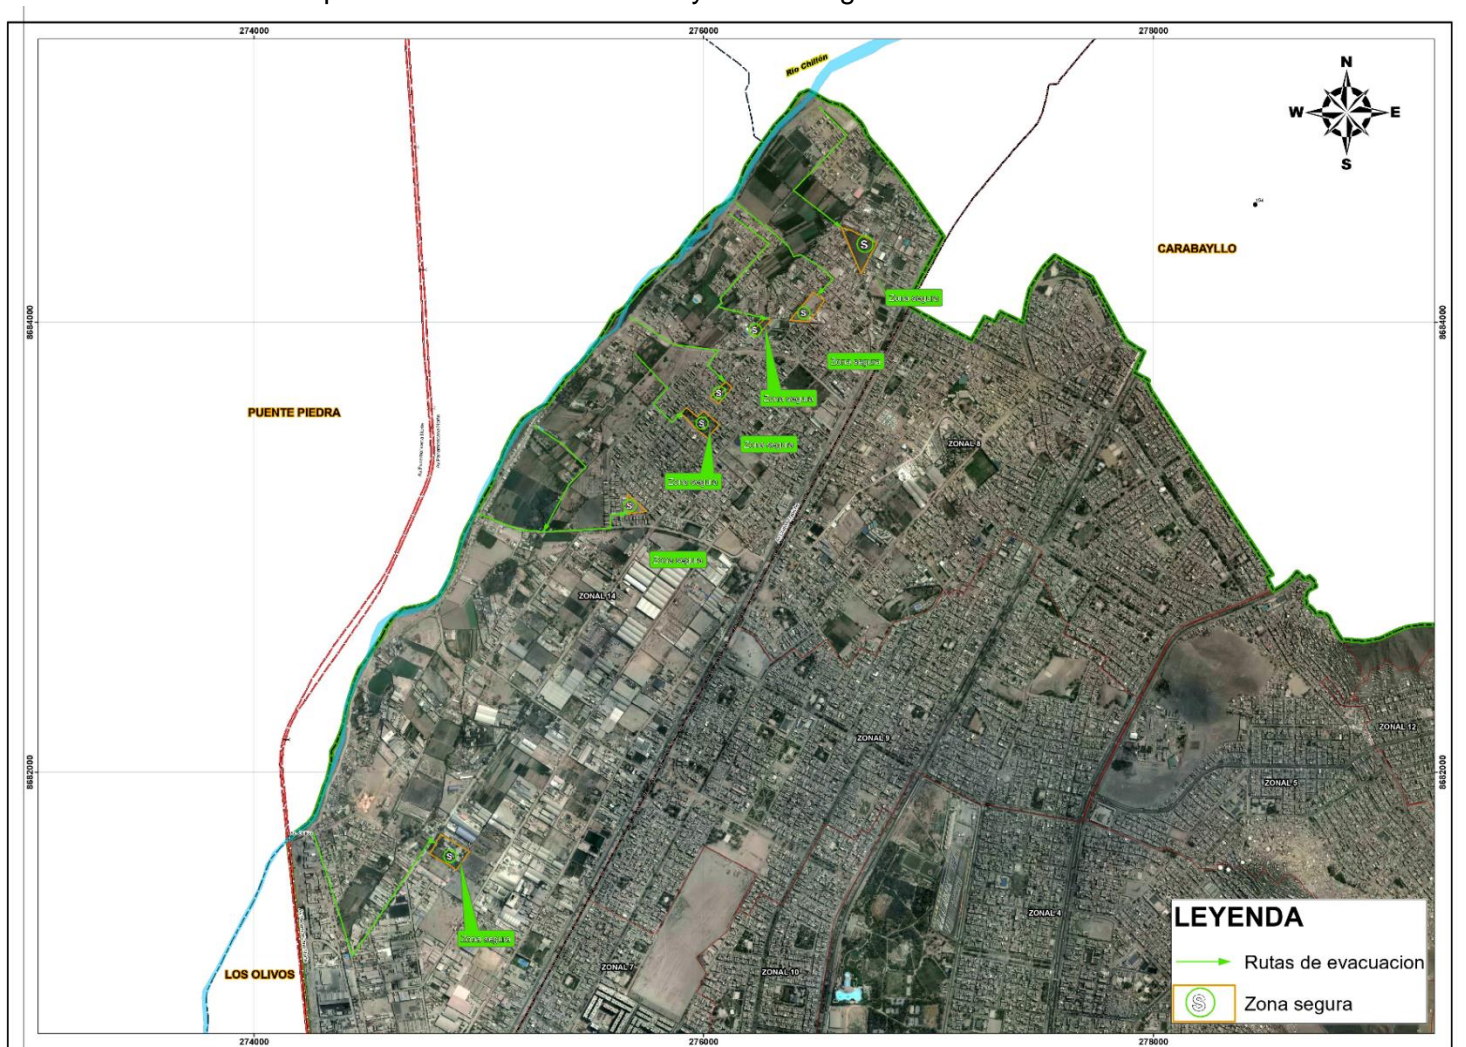 274000
276000
278000
Río Chillón
N
W
E
S
CARABAYLLO
Zona segura
8684000
8684000
Zona segura
PUENTE PIEDRA
Zona segura
Zona segura
ZONAL 8
Zona segura
Zona segura
ZONAL 14
ZONAL 12
ZONAL 9
8682000
8682000
ZONAL 5
ZONAL 4
LEYENDA
Rutas de evacuacion
Zona segura
Zona segura
LOS OLIVOS
ZONAL 7
ZONAL 10
274000
276000
278000